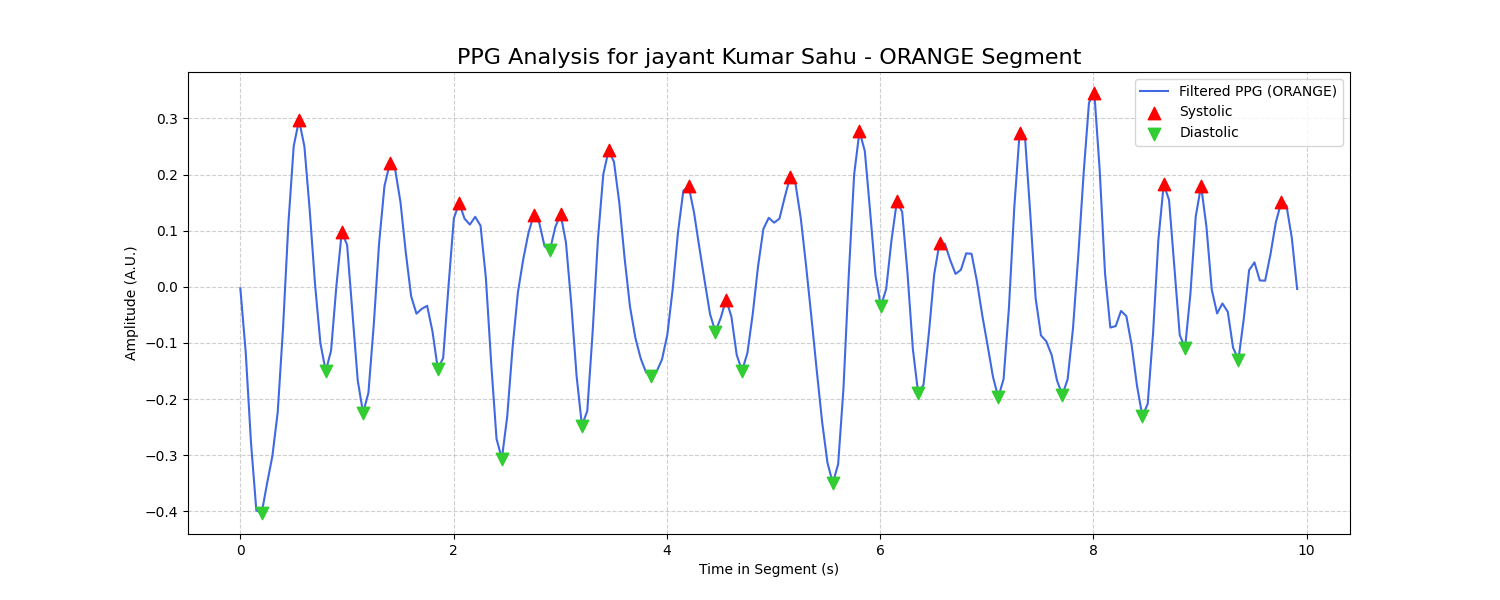 PPG Analysis for jayant Kumar Sahu - ORANGE Segment
Filtered PPG (ORANGE)
Systolic
Diastolic
Amplitude (A.U.)
0.3
0.2
0.1
0.0
−0.1
−0.2
−0.3
−0.4
0 2 4 6 8 10
Time in Segment (s)